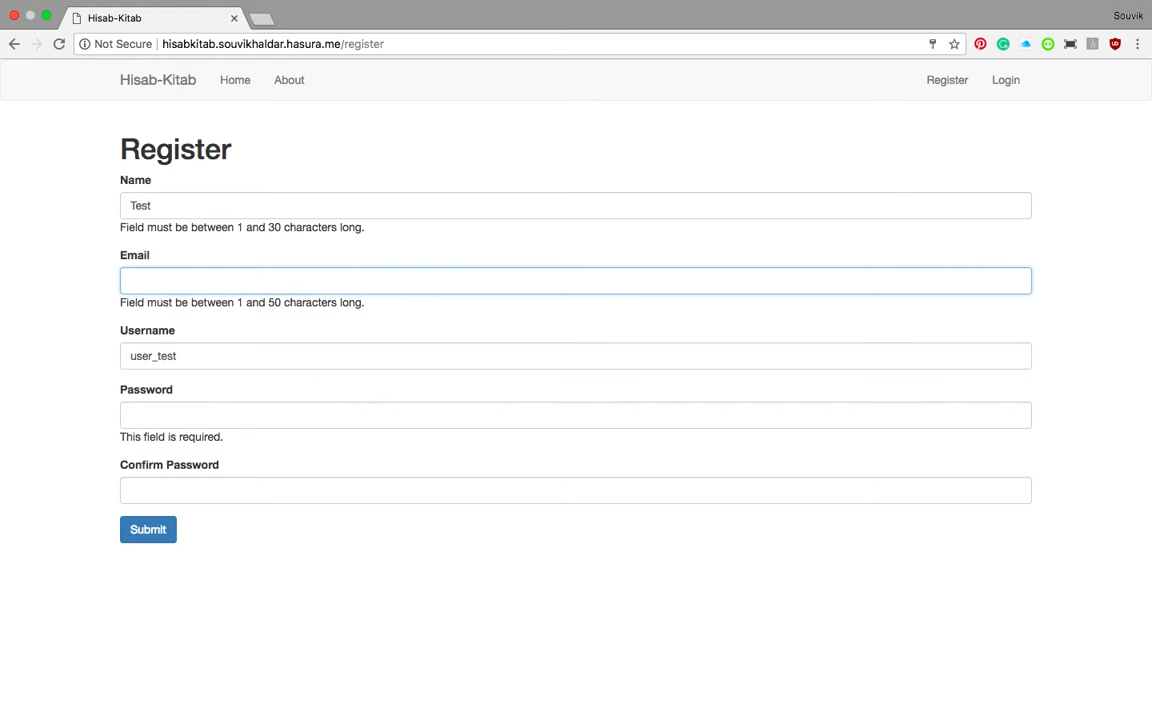 Hisab-Kitab
Souvik
Not Secure hisabkitab.souvikhaldar.hasura.me/register
Hisab-Kitab Home About Register Login
Register
Name
Test
Field must be between 1 and 30 characters long.
Email
Field must be between 1 and 50 characters long.
Username
user_test
Password
This field is required.
Confirm Password
Submit